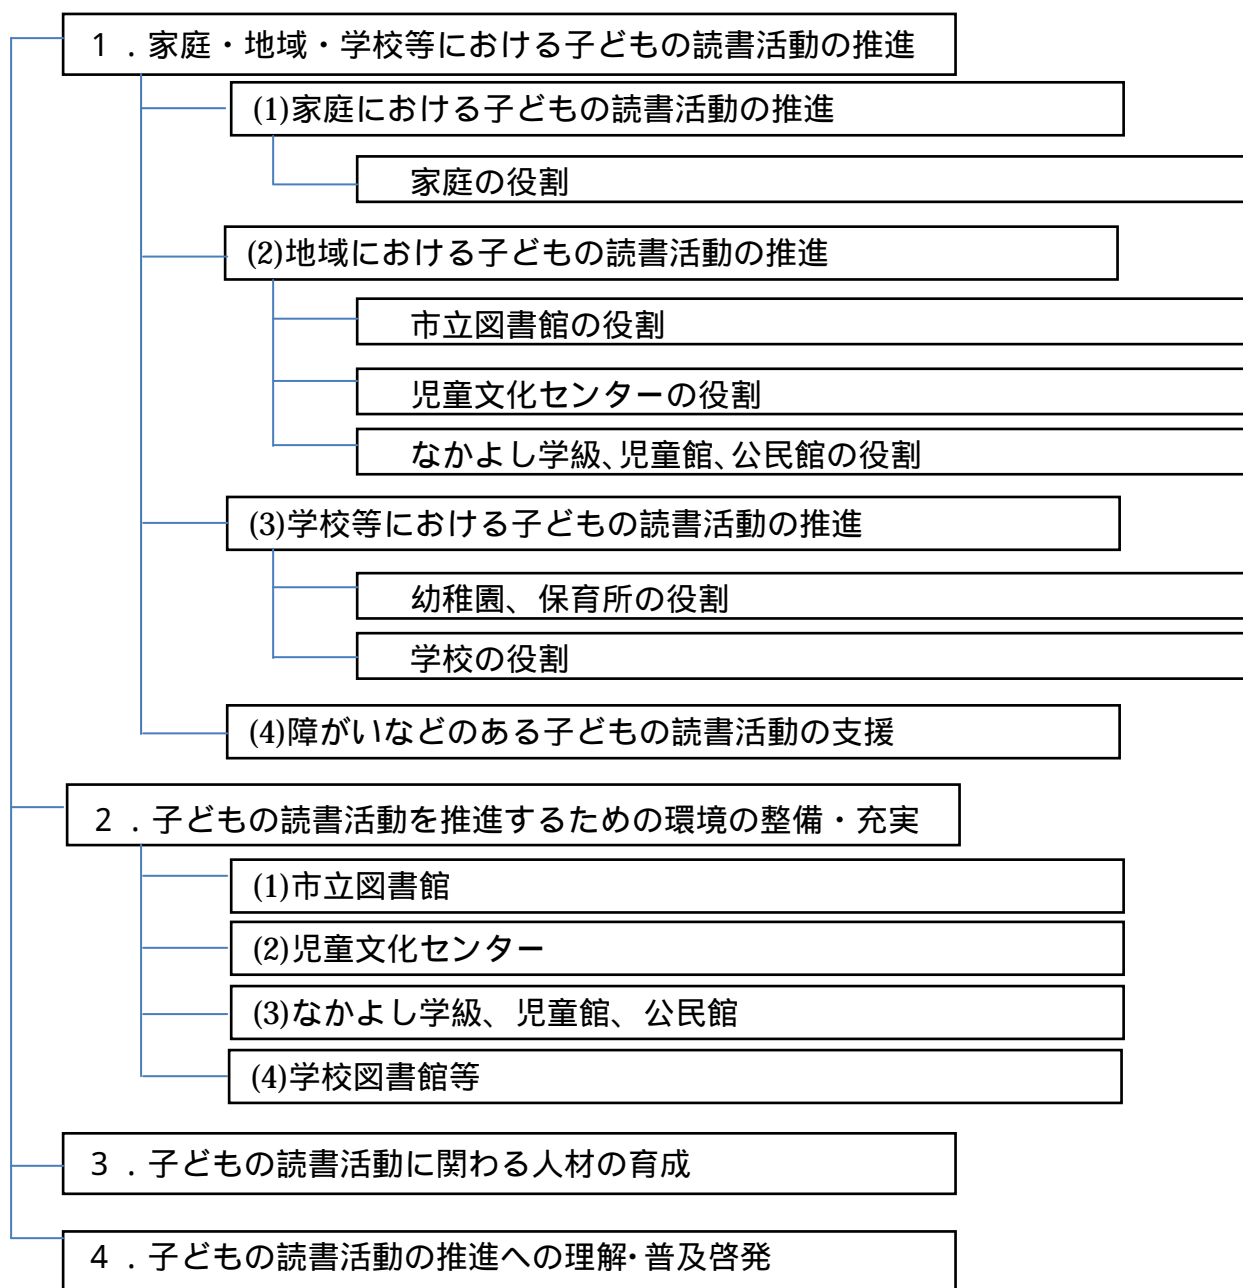 １．家庭・地域・学校等における子どもの読書活動の推進
(1)家庭における子どもの読書活動の推進
家庭の役割
(2)地域における子どもの読書活動の推進
市立図書館の役割
児童文化センターの役割
なかよし学級、児童館、公民館の役割
(3)学校等における子どもの読書活動の推進
幼稚園、保育所の役割
学校の役割
(4)障がいなどのある子どもの読書活動の支援
２．子どもの読書活動を推進するための環境の整備・充実
(1)市立図書館
(2)児童文化センター
(3)なかよし学級、児童館、公民館
(4)学校図書館等
３．子どもの読書活動に関わる人材の育成
４．子どもの読書活動の推進への理解・普及啓発